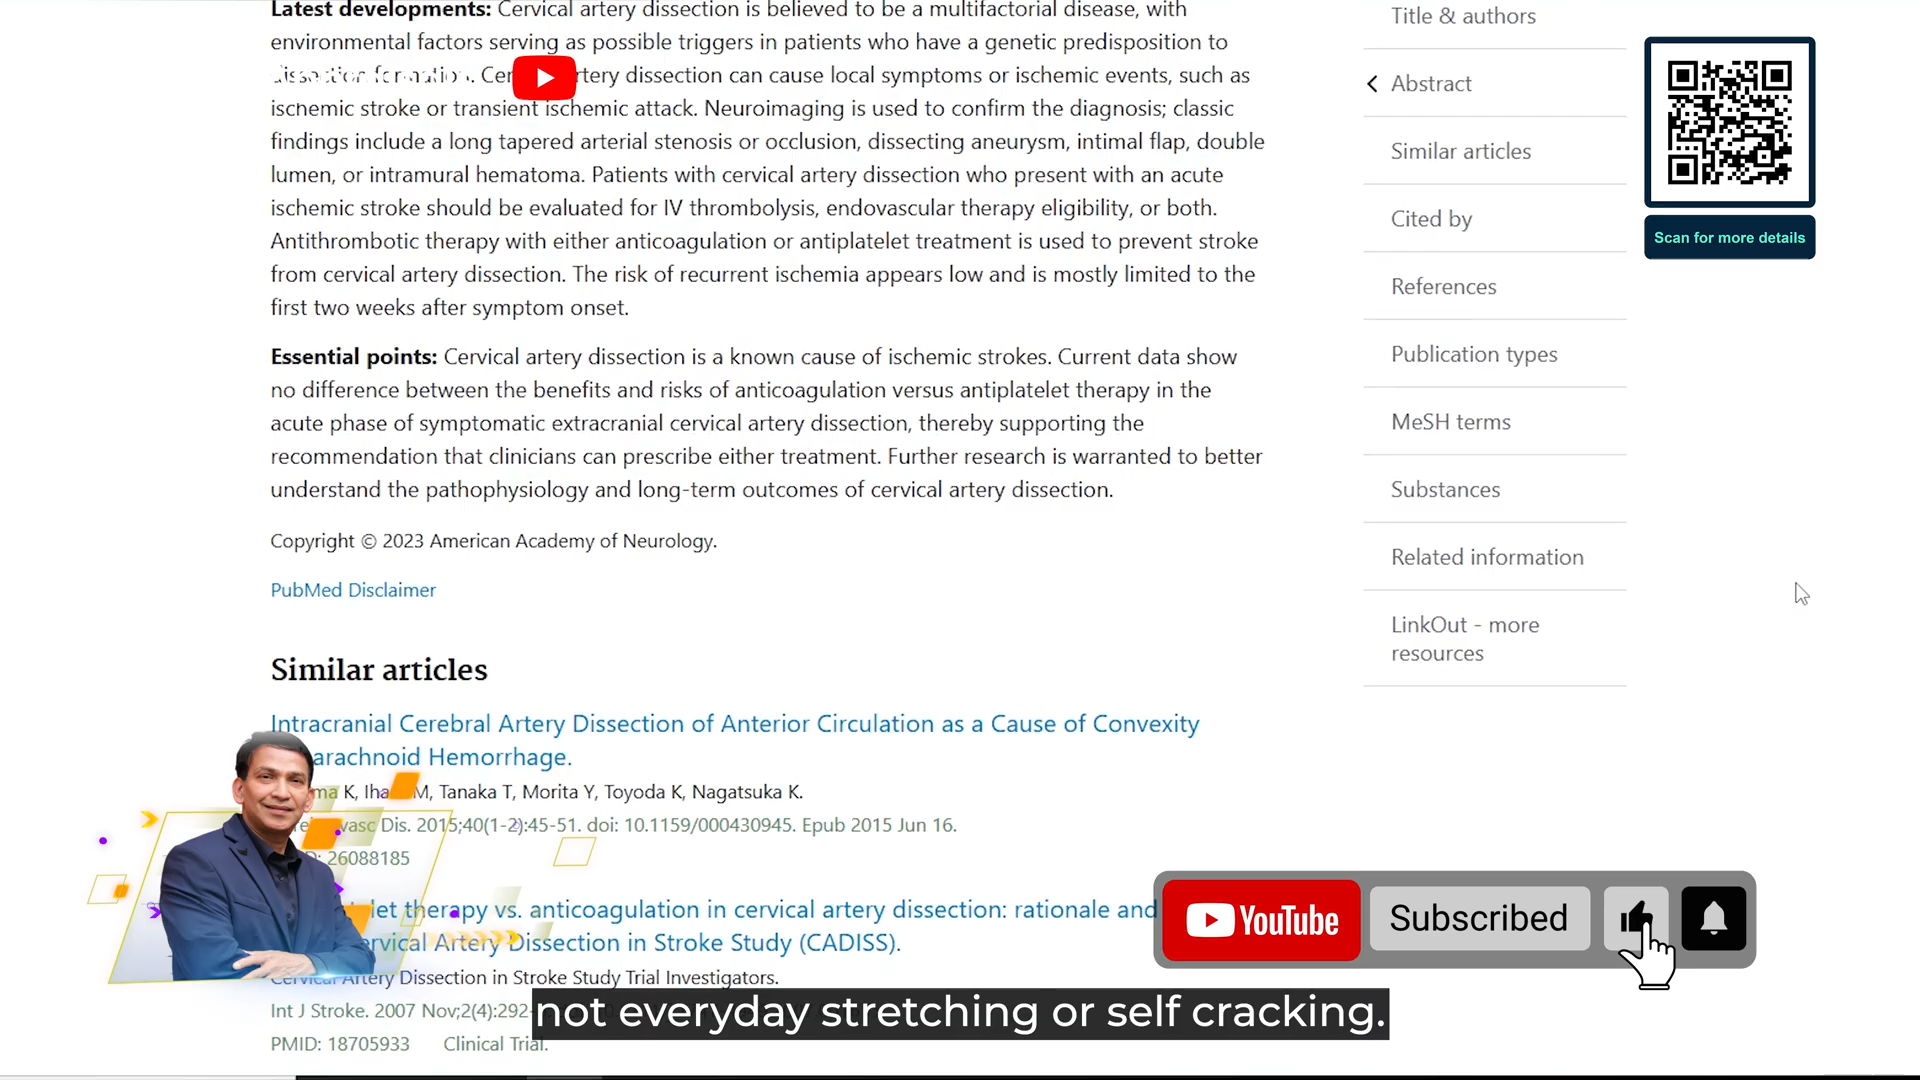 Latest developments: Cervical artery dissection is believed to be a multifactorial disease, with
environmental factors serving as possible triggers in patients who have a genetic predisposition to
Cer tery dissection can cause local symptoms or ischemic events, such as
ischemic stroke or transient ischemic attack. Neuroimaging is used to confirm the diagnosis; classic
findings include a long tapered arterial stenosis or occlusion, dissecting aneurysm, intimal flap, double
lumen, or intramural hematoma. Patients with cervical artery dissection who present with an acute
ischemic stroke should be evaluated for IV thrombolysis, endovascular therapy eligibility, or both.
Antithrombotic therapy with either anticoagulation or antiplatelet treatment is used to prevent stroke
from cervical artery dissection. The risk of recurrent ischemia appears low and is mostly limited to the
first two weeks after symptom onset.
Essential points: Cervical artery dissection is a known cause of ischemic strokes. Current data show
no difference between the benefits and risks of anticoagulation versus antiplatelet therapy in the
acute phase of symptomatic extracranial cervical artery dissection, thereby supporting the
recommendation that clinicians can prescribe either treatment. Further research is warranted to better
understand the pathophysiology and long-term outcomes of cervical artery dissection.
Copyright © 2023 American Academy of Neurology.
PubMed Disclaimer
Similar articles
Intracranial Cerebral Artery Dissection of Anterior Circulation as a Cause of Convexity
arachnoid Hemorrhage.
ma K, Iha M, Tanaka T, Morita Y, Toyoda K, Nagatsuka K.
vasc Dis. 2015;40(1-2):45-51. doi: 10.1159/000430945. Epub 2015 Jun 16.
D: 26088185
let therapy vs. anticoagulation in cervical artery dissection: rationale and
ervical Artery Dissection in Stroke Study (CADISS).
Cervical Artery Dissection in Stroke Study Trial Investigators.
Int J Stroke. 2007 Nov;2(4):292-
PMID: 18705933 Clinical Trial.
Title & authors
Abstract
Similar articles
Cited by
References
Publication types
MeSH terms
Substances
Related information
LinkOut - more
resources
Scan for more details
YouTube
Subscribed
not everyday stretching or self cracking.